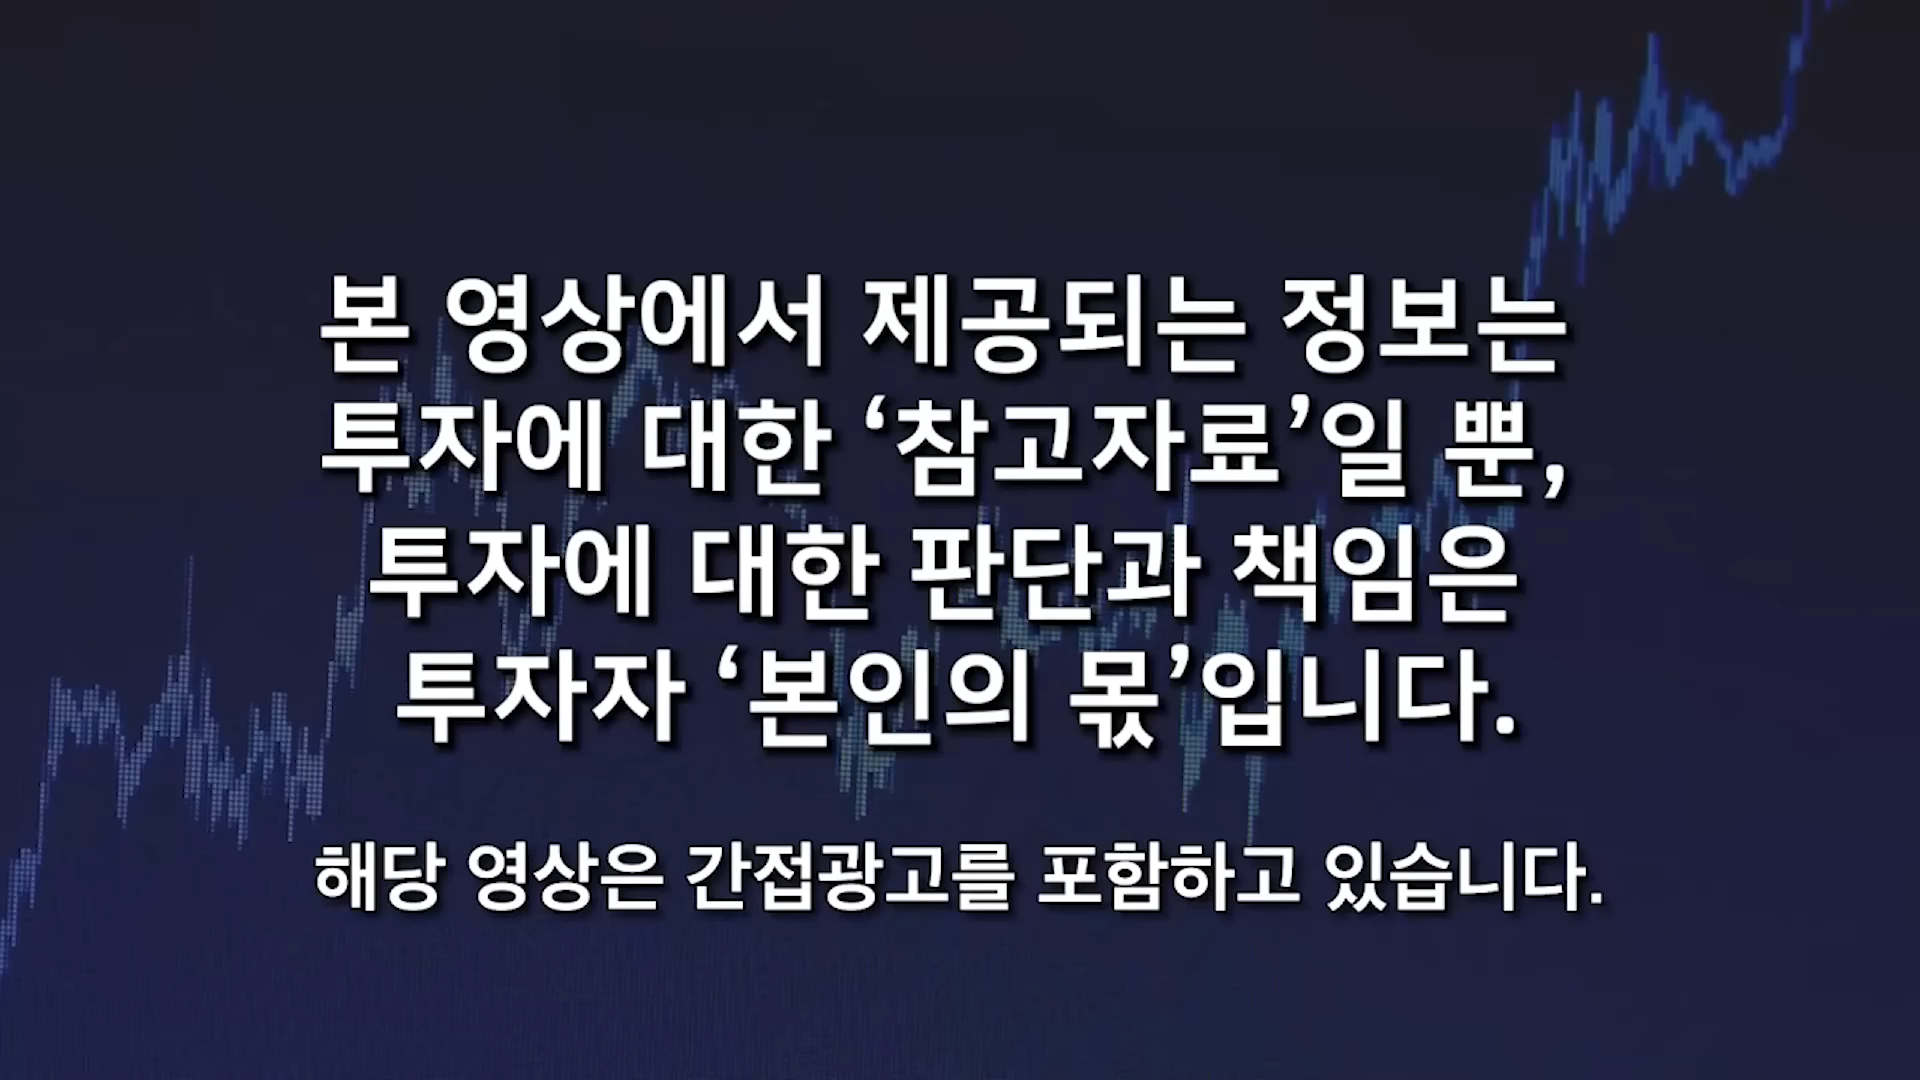 본 영상에서 제공되는 정보는
투자에 대한 ‘참고자료’일 뿐,
투자에 대한 판단과 책임은
투자자 ‘본인의 몫’입니다.
해당 영상은 간접광고를 포함하고 있습니다.